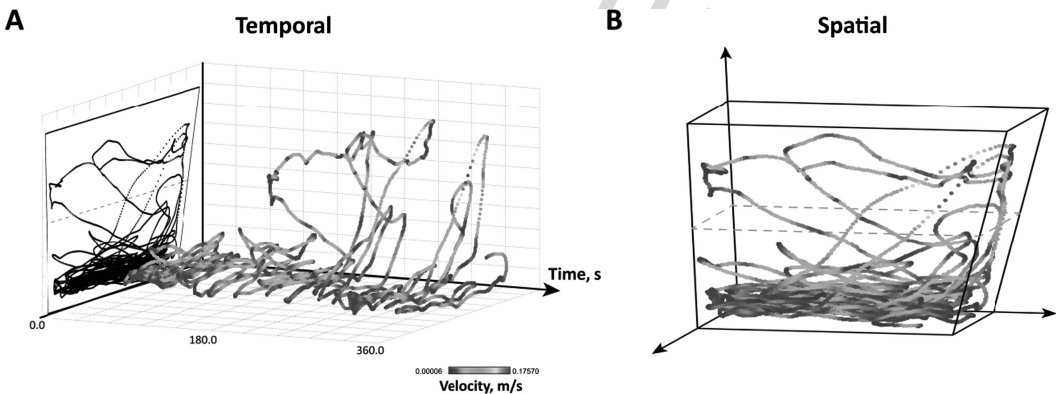 A
Temporal
B
Spatial
Time, s
0.0
180.0
360.0
0.00006
0.17570
Velocity, m/s